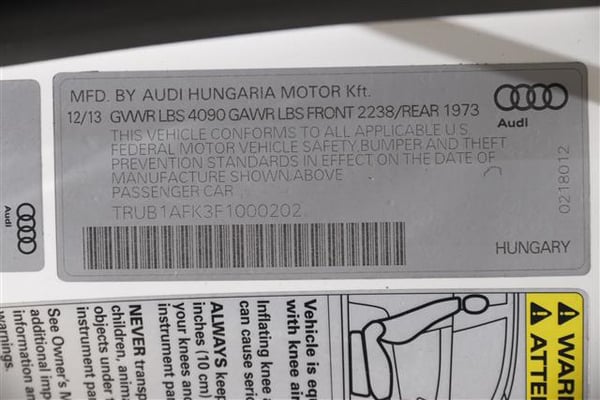 MFD. BY AUDI HUNGARIA MOTOR Kft.
12/13 GVWR LBS 4090 GAWR LBS FRONT 2238/REAR 1973
THIS VEHICLE CONFORMS TO ALL APPLICABLE U.S.
FEDERAL MOTOR VEHICLE SAFETY,BUMPER AND THEFT
PREVENTION STANDARDS IN EFFECT ON THE DATE OF
MANUFACTURE SHOWN ABOVE
PASSENGER CAR
TRUB1AFK3F1000202
Audi
0218012
HUNGARY
Audi
WAR
ATTE
Vehicle is equ
with knee air
Inflating knee a
can cause serio
ALWAYS keep
inches (10 cm)
your knees and
instrument pa
NEVER transp
children, anima
objects under
instrument pa
See Owner's M
additional imp
information an
warnings.